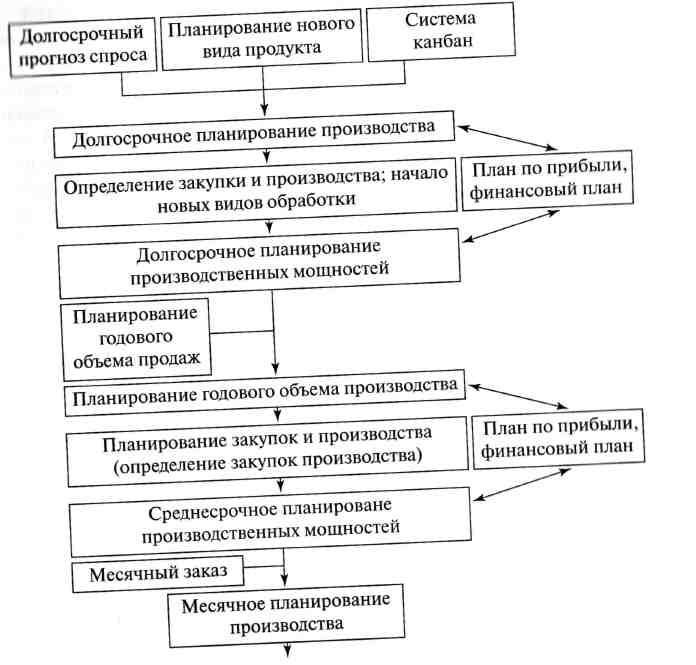 Долгосрочный
прогноз спроса
Планирование нового
вида продукта
Система
канбан
Долгосрочное планирование производства
Определение закупки и производства; начало
новых видов обработки
План по прибыли,
финансовый план
Долгосрочное планирование
производственных мощностей
Планирование
годового
объема продаж
Планирование годового объема производства
Планирование закупок и производства
(определение закупок производства)
План по прибыли,
финансовый план
Среднесрочное планироване
производственных мощностей
Месячный заказ
Месячное планирование
производства